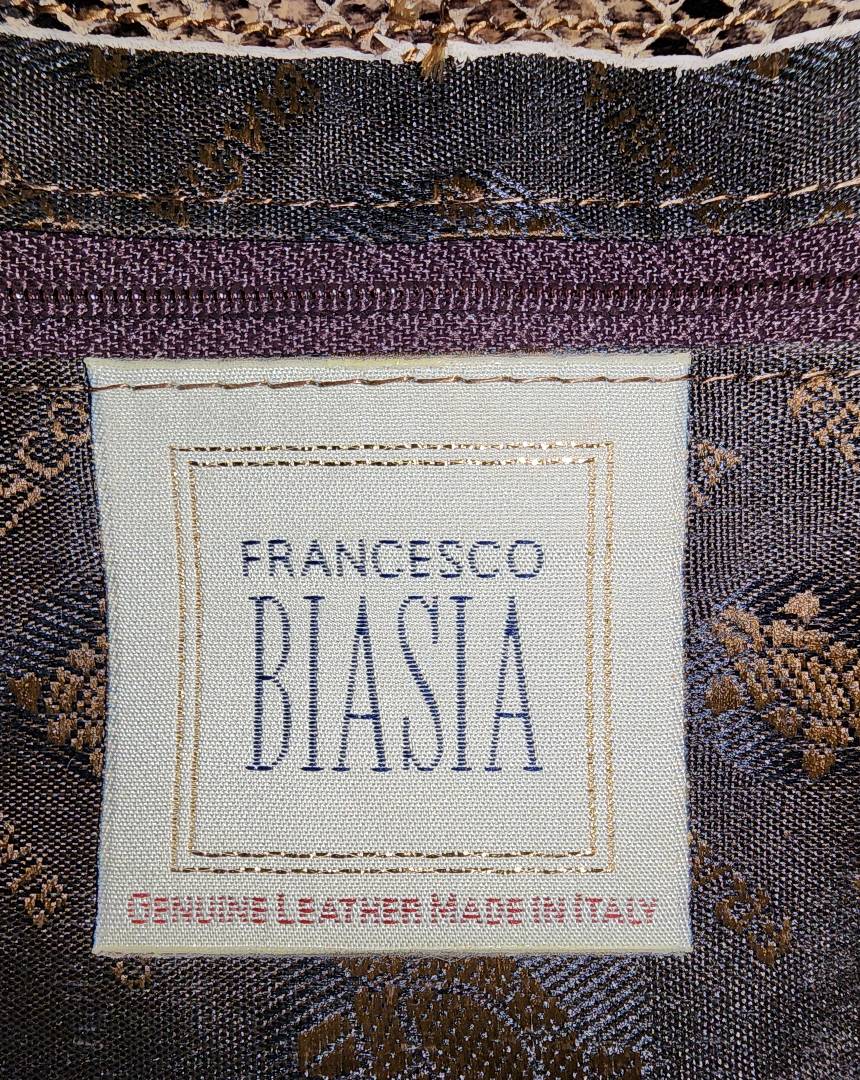 FRANCESCO
BIASIA
GENUINE LEATHER MADE IN ITALY